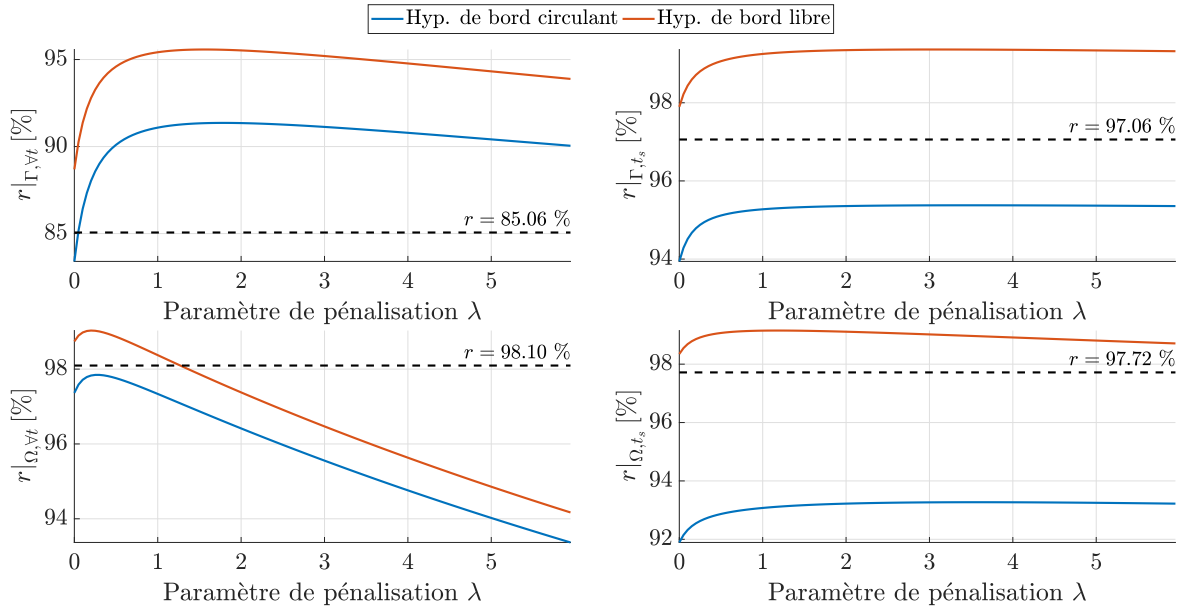 Hyp. de bord circulant Hyp. de bord libre
r|Γ,∀t [%]
95
90
85
r = 85.06 %
0 1 2 3 4 5
Paramètre de pénalisation λ
r|Γ,ts [%]
98
96
94
r = 97.06 %
0 1 2 3 4 5
Paramètre de pénalisation λ
r|Ω,∀t [%]
98
96
94
r = 98.10 %
0 1 2 3 4 5
Paramètre de pénalisation λ
r|Ω,ts [%]
98
96
94
92
r = 97.72 %
0 1 2 3 4 5
Paramètre de pénalisation λ